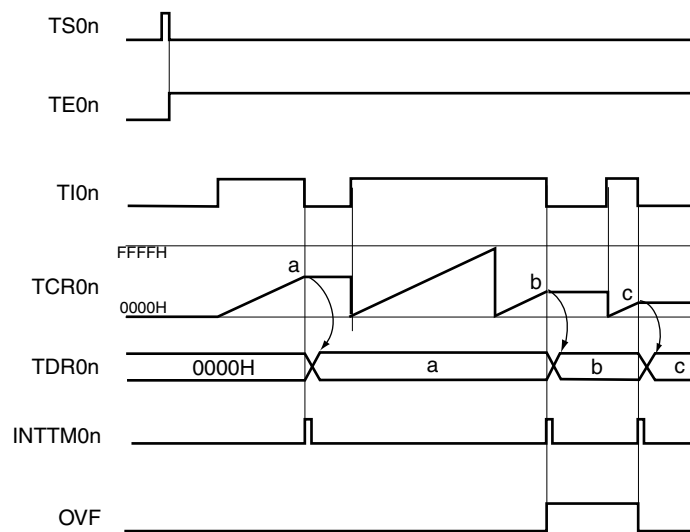 TS0n
TE0n
TI0n
FFFFH
a
b
c
TCR0n
0000H
TDR0n
0000H
a
b
c
INTTM0n
OVF